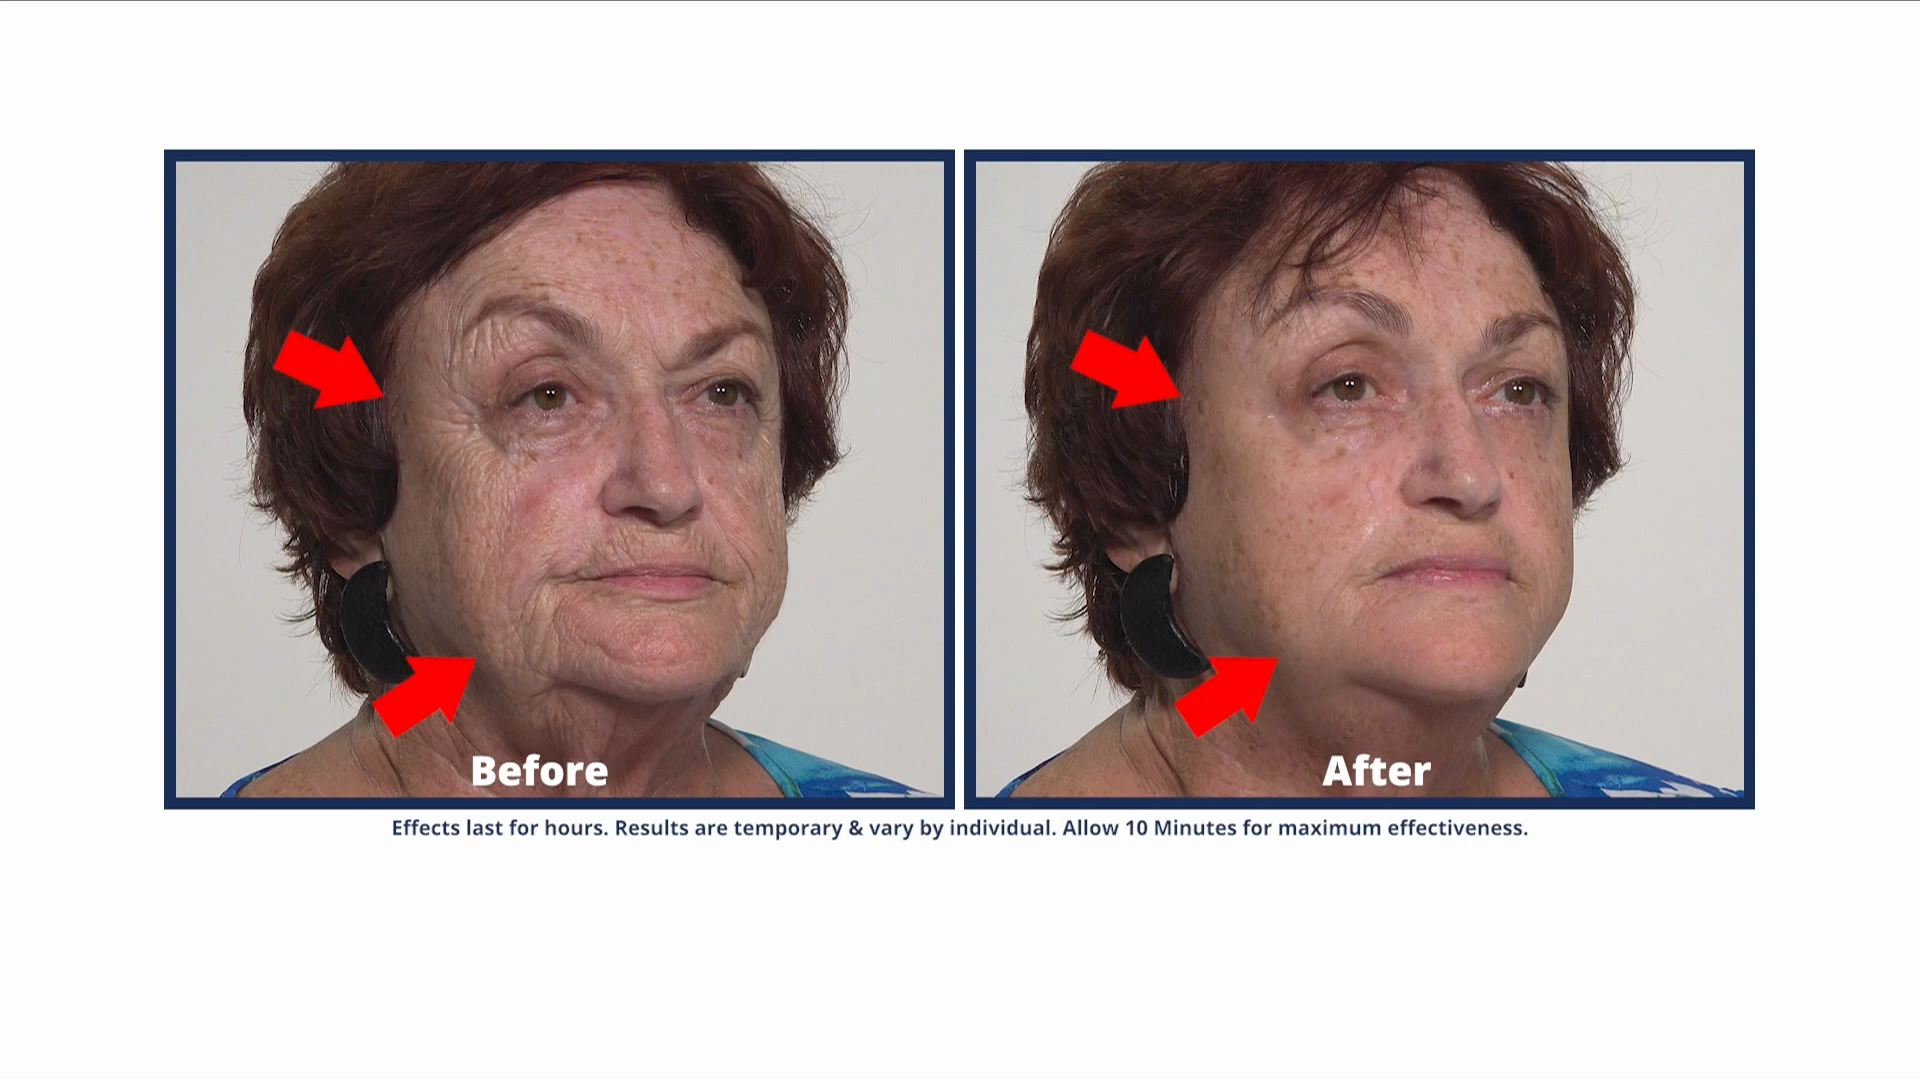 Before
After
Effects last for hours. Results are temporary & vary by individual. Allow 10 Minutes for maximum effectiveness.